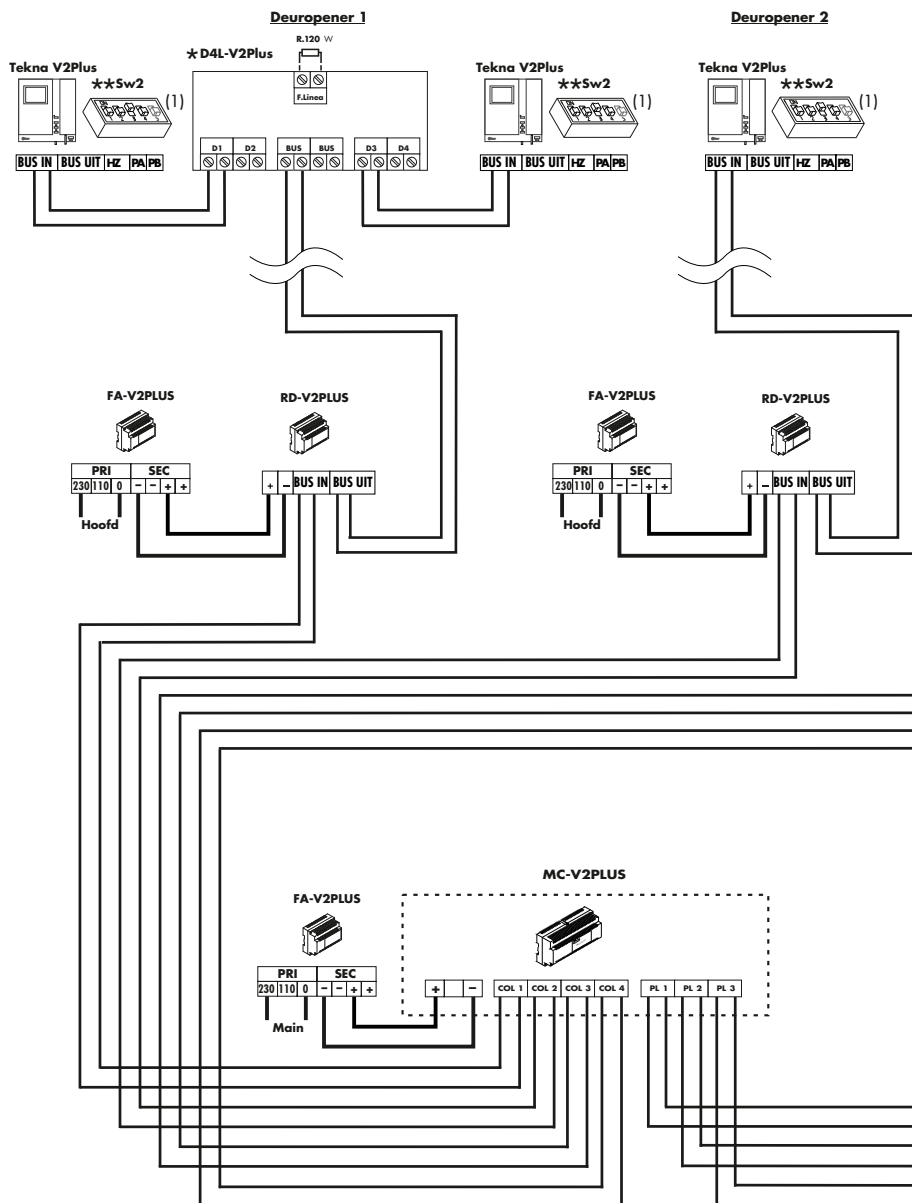 Deuropener 1
Deuropener 2
R.120 W
*D4L-V2Plus
Tekna V2Plus
**Sw2
(1)
F.Linea
Tekna V2Plus
**Sw2
(1)
Tekna V2Plus
**Sw2
(1)
D1 D2 BUS BUS D3 D4
BUS IN BUS UIT HZ PA PB
BUS IN BUS UIT HZ PA PB
BUS IN BUS UIT HZ PA PB
FA-V2PLUS
RD-V2PLUS
FA-V2PLUS
RD-V2PLUS
PRI SEC
230 110 0 – – + +
Hoofd
+ – BUS IN BUS UIT
PRI SEC
230 110 0 – – + +
Hoofd
+ – BUS IN BUS UIT
MC-V2PLUS
FA-V2PLUS
PRI SEC
230 110 0 – – + +
Main
+ –
COL 1 COL 2 COL 3 COL 4
PL 1 PL 2 PL 3